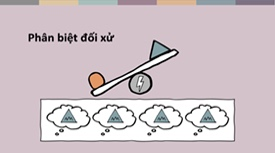 Phân biệt đối xử